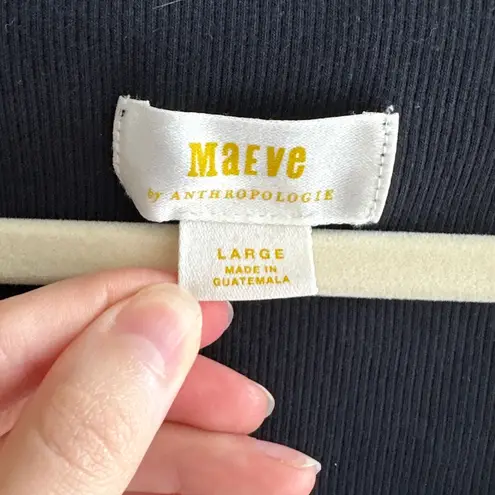 MaEve
by ANTHROPOLOGIE
LARGE
MADE IN
GUATEMALA